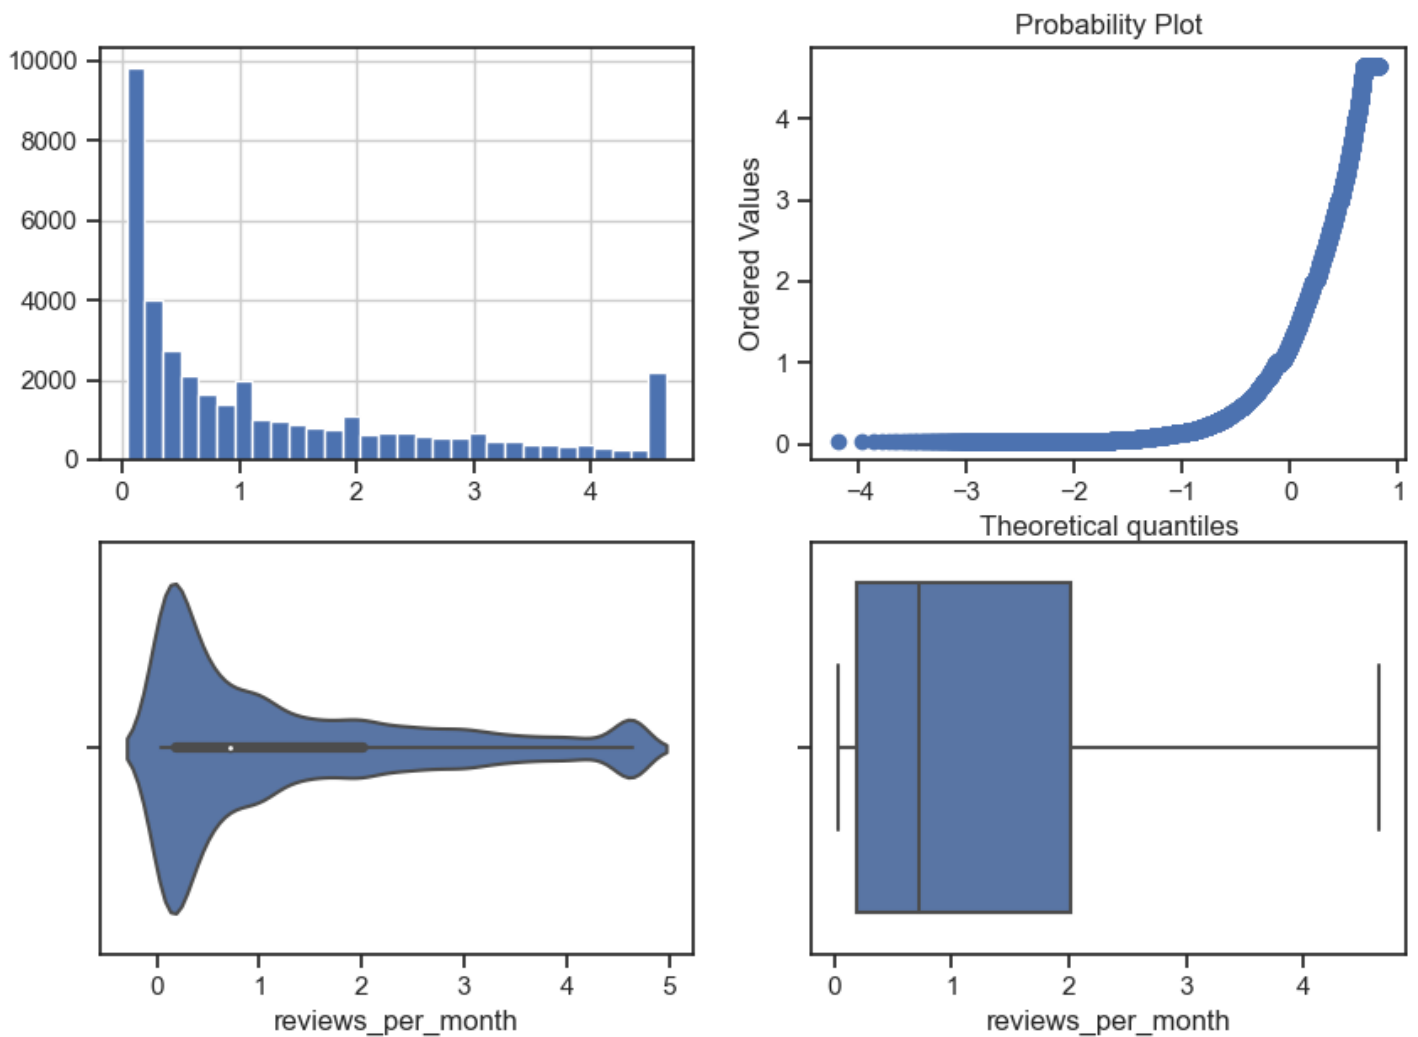 10000
8000
6000
4000
2000
0
0 1 2 3 4
Probability Plot
Ordered Values
4
3
2
1
0
−4 −3 −2 −1 0 1
Theoretical quantiles
0 1 2 3 4 5
reviews_per_month
0 1 2 3 4
reviews_per_month